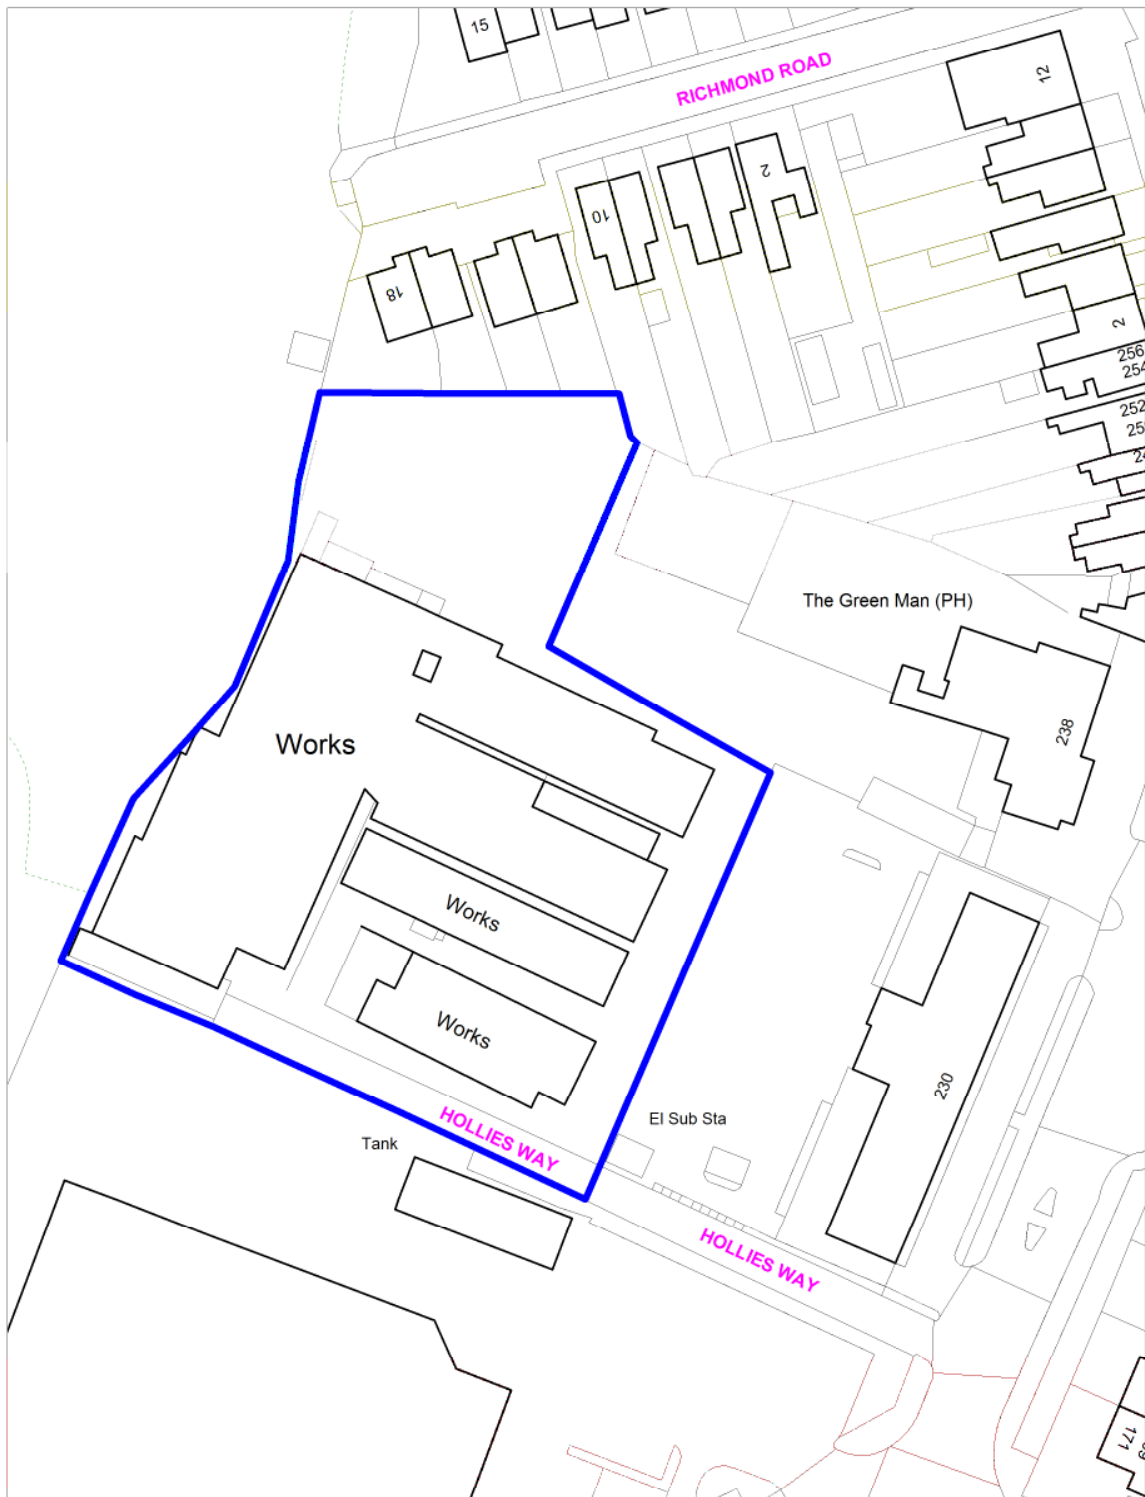 15
RICHMOND ROAD
12
2
10
18
2
256
254
252
The Green Man (PH)
238
Works
Works
Works
230
El Sub Sta
HOLLIES WAY
Tank
HOLLIES WAY
171